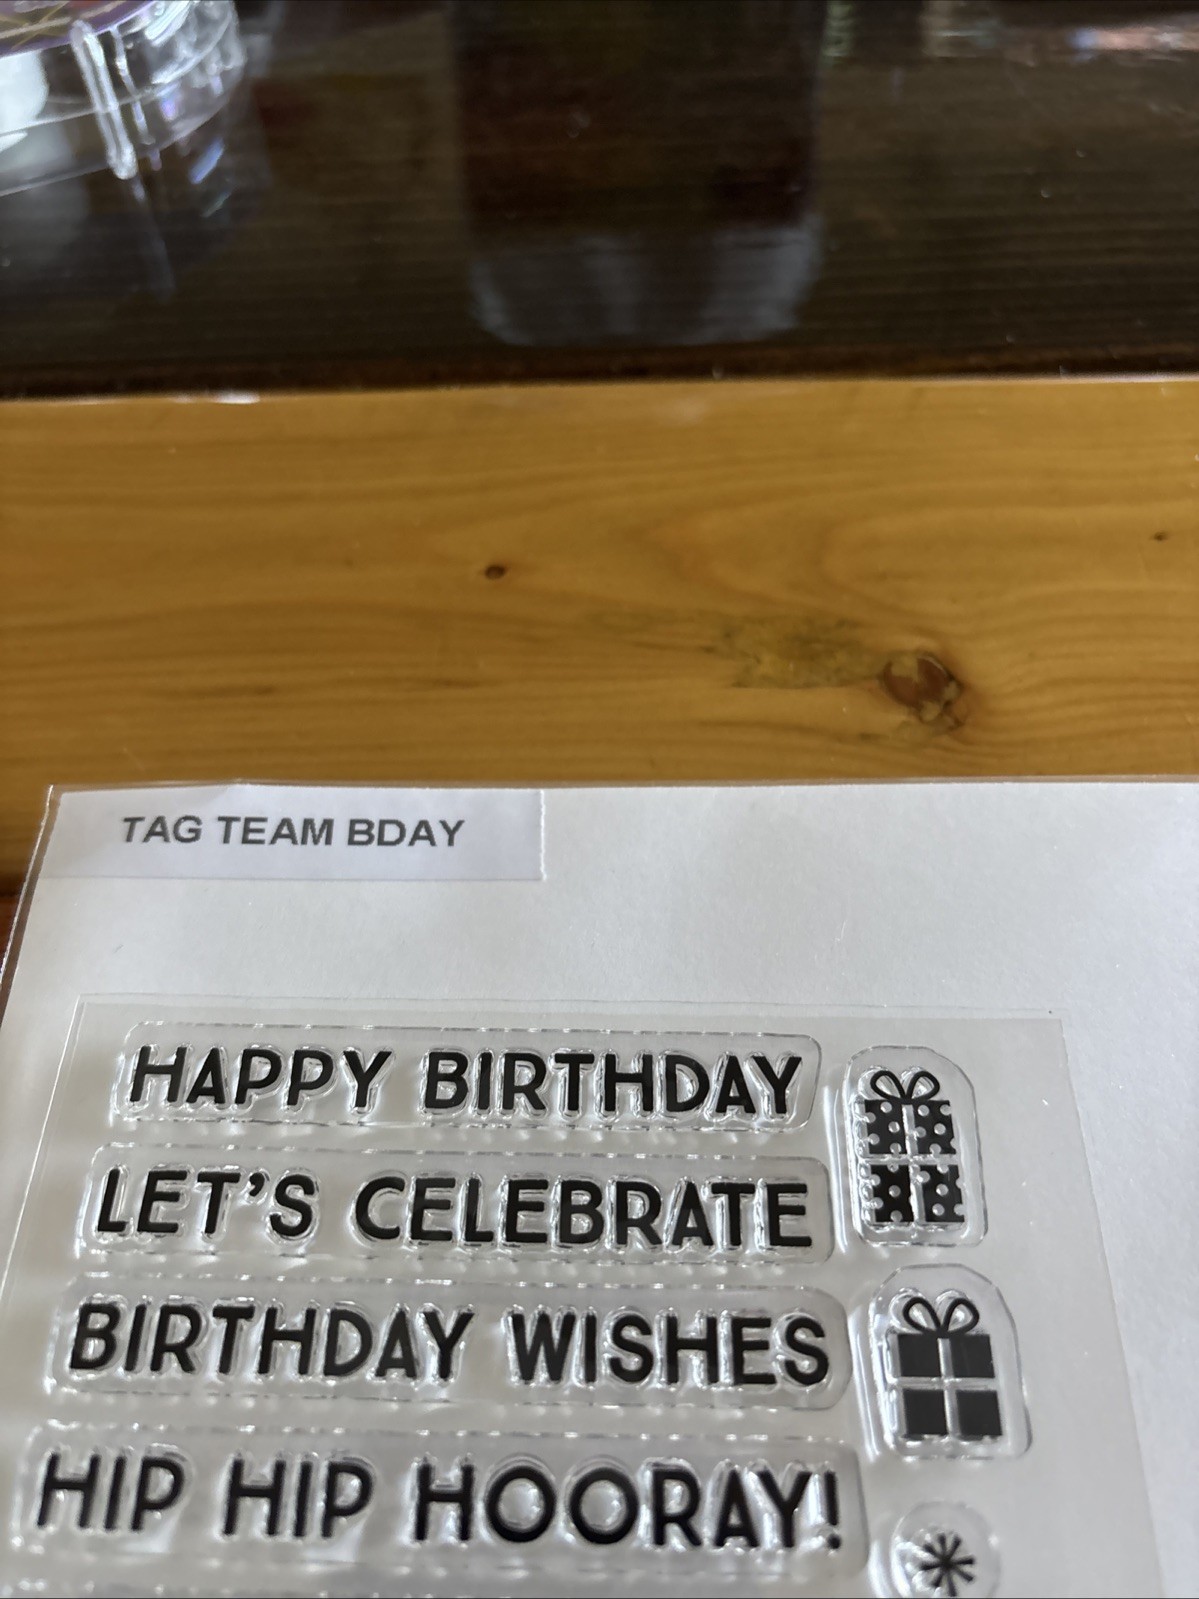 TAG TEAM BDAY
HAPPY BIRTHDAY
LET'S CELEBRATE
BIRTHDAY WISHES
HIP HIP HOORAY!